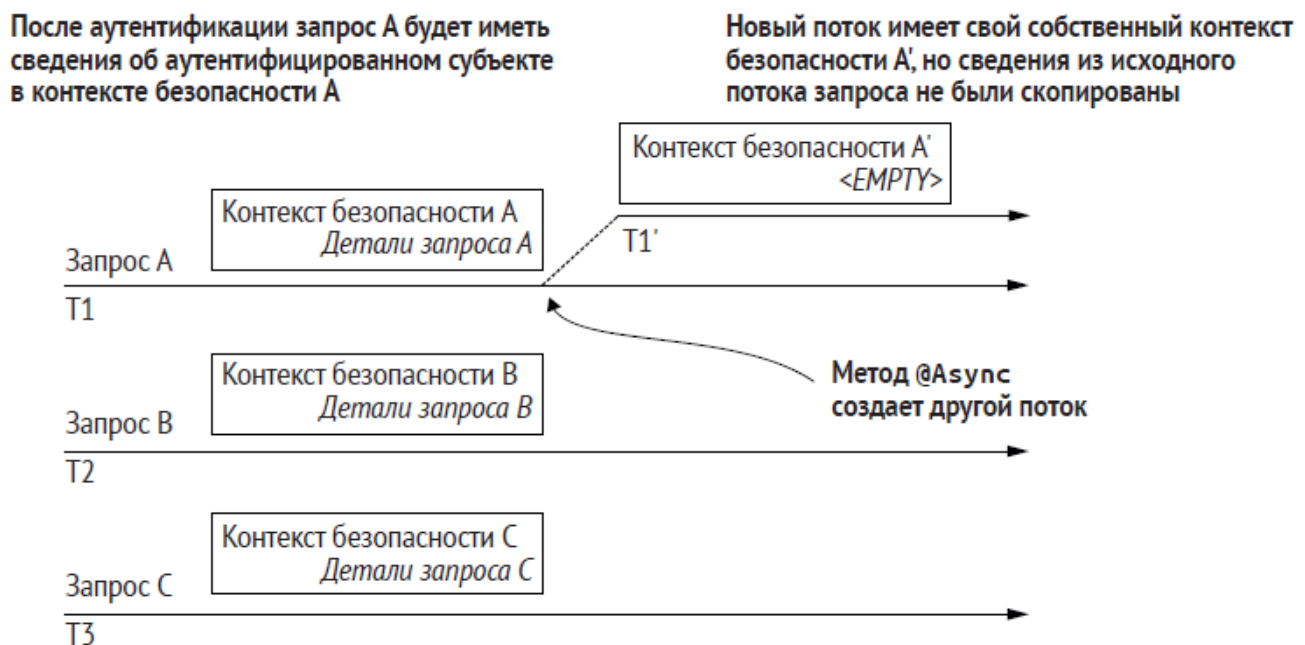 После аутентификации запрос A будет иметь
сведения об аутентифицированном субъекте
в контексте безопасности A
Новый поток имеет свой собственный контекст
безопасности A', но сведения из исходного
потока запроса не были скопированы
Контекст безопасности A'
<EMPTY>
Контекст безопасности A
Детали запроса A
T1'
Запрос A
T1
Метод @Async
создает другой поток
Контекст безопасности B
Детали запроса B
Запрос B
T2
Контекст безопасности C
Детали запроса C
Запрос C
T3